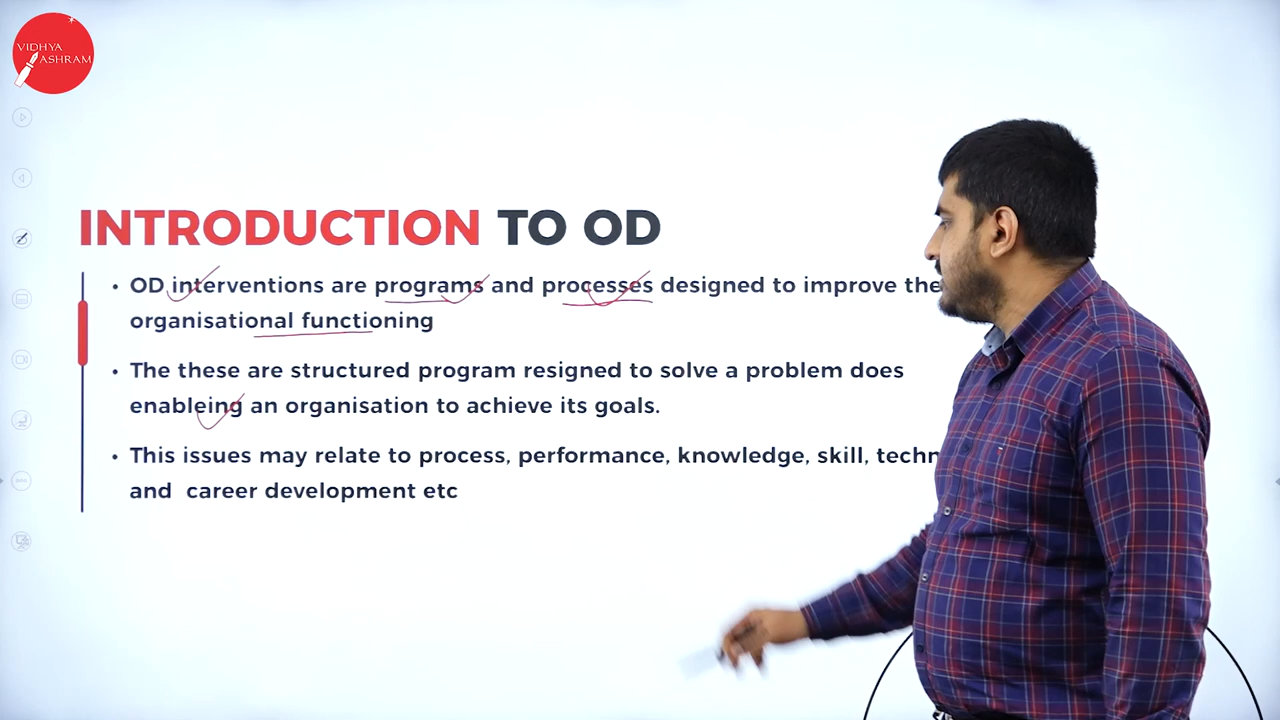 VIDHYA
ASHRAM
INTRODUCTION TO OD
• OD interventions are programs and processes designed to improve the
organisational functioning
• The these are structured program resigned to solve a problem does
enableing an organisation to achieve its goals.
• This issues may relate to process, performance, knowledge, skill,
and career development etc